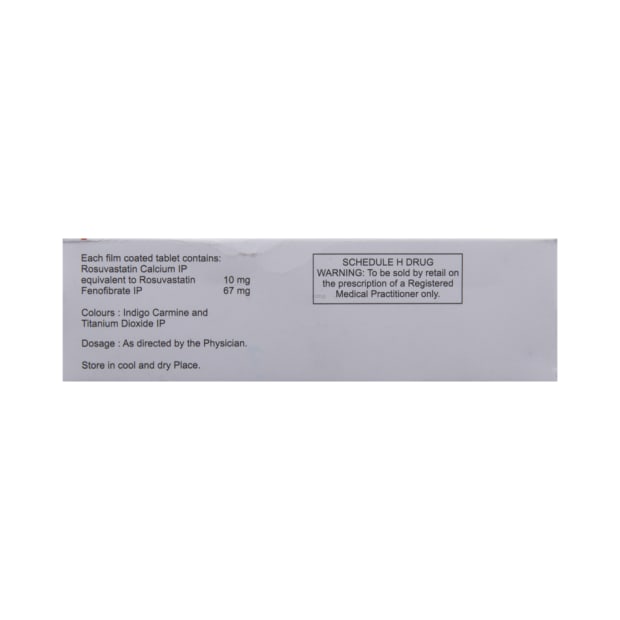 Each film coated tablet contains:
Rosuvastatin Calcium IP
equivalent to Rosuvastatin 10 mg
Fenofibrate IP 67 mg
Colours : Indigo Carmine and
Titanium Dioxide IP
Dosage : As directed by the Physician.
Store in cool and dry Place.
SCHEDULE H DRUG
WARNING: To be sold by retail on
the prescription of a Registered
Medical Practitioner only.